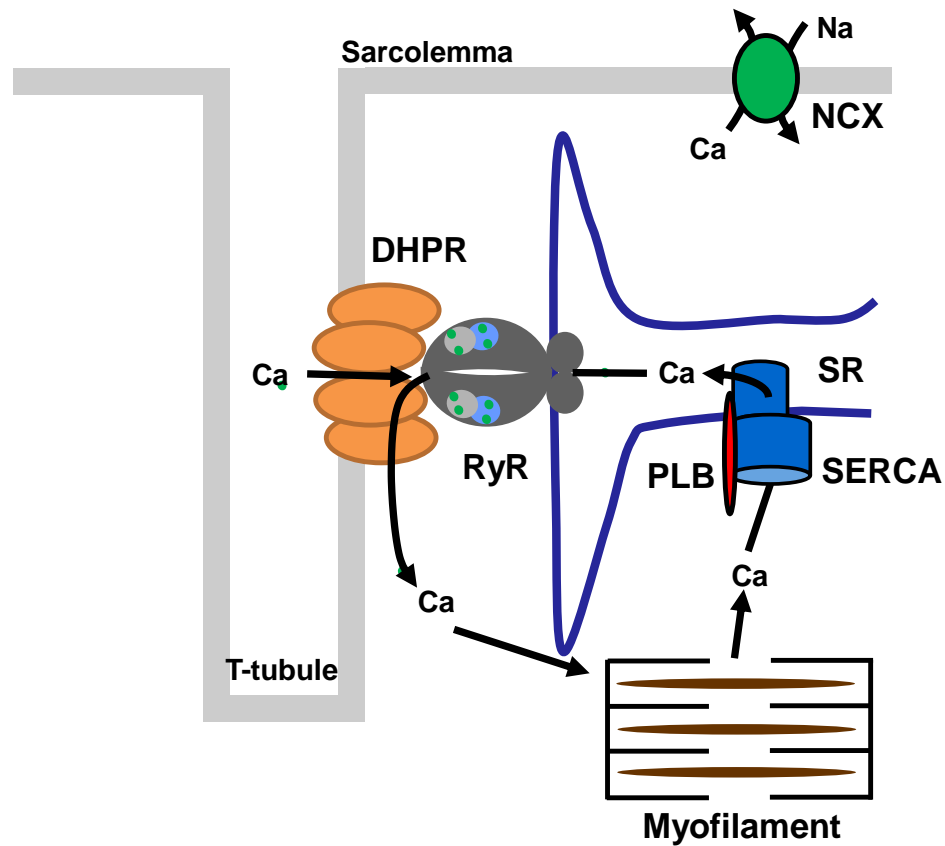 Na
Sarcolemma
NCX
Ca
DHPR
Ca
Ca
SR
RyR
PLB
SERCA
Ca
Ca
T-tubule
Myofilament